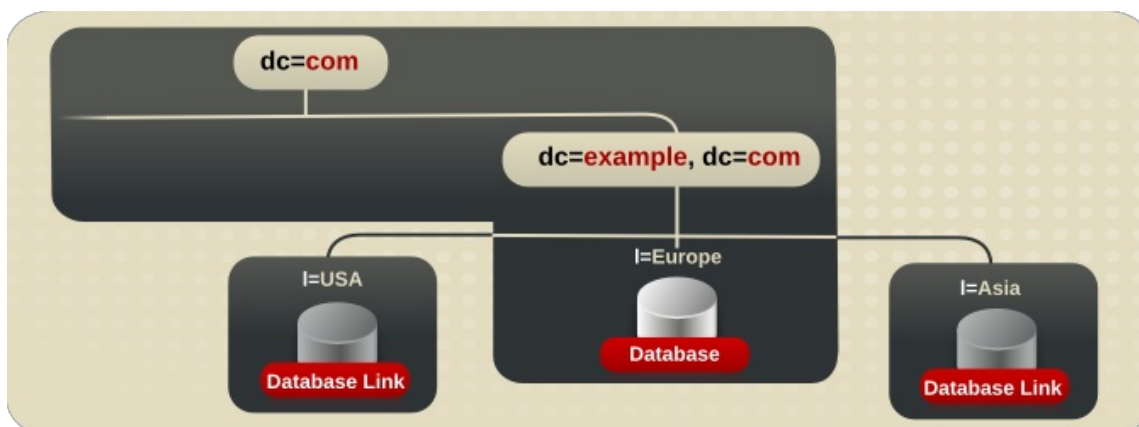 dc=com
dc=example, dc=com
l=USA
l=Europe
l=Asia
Database Link
Database
Database Link